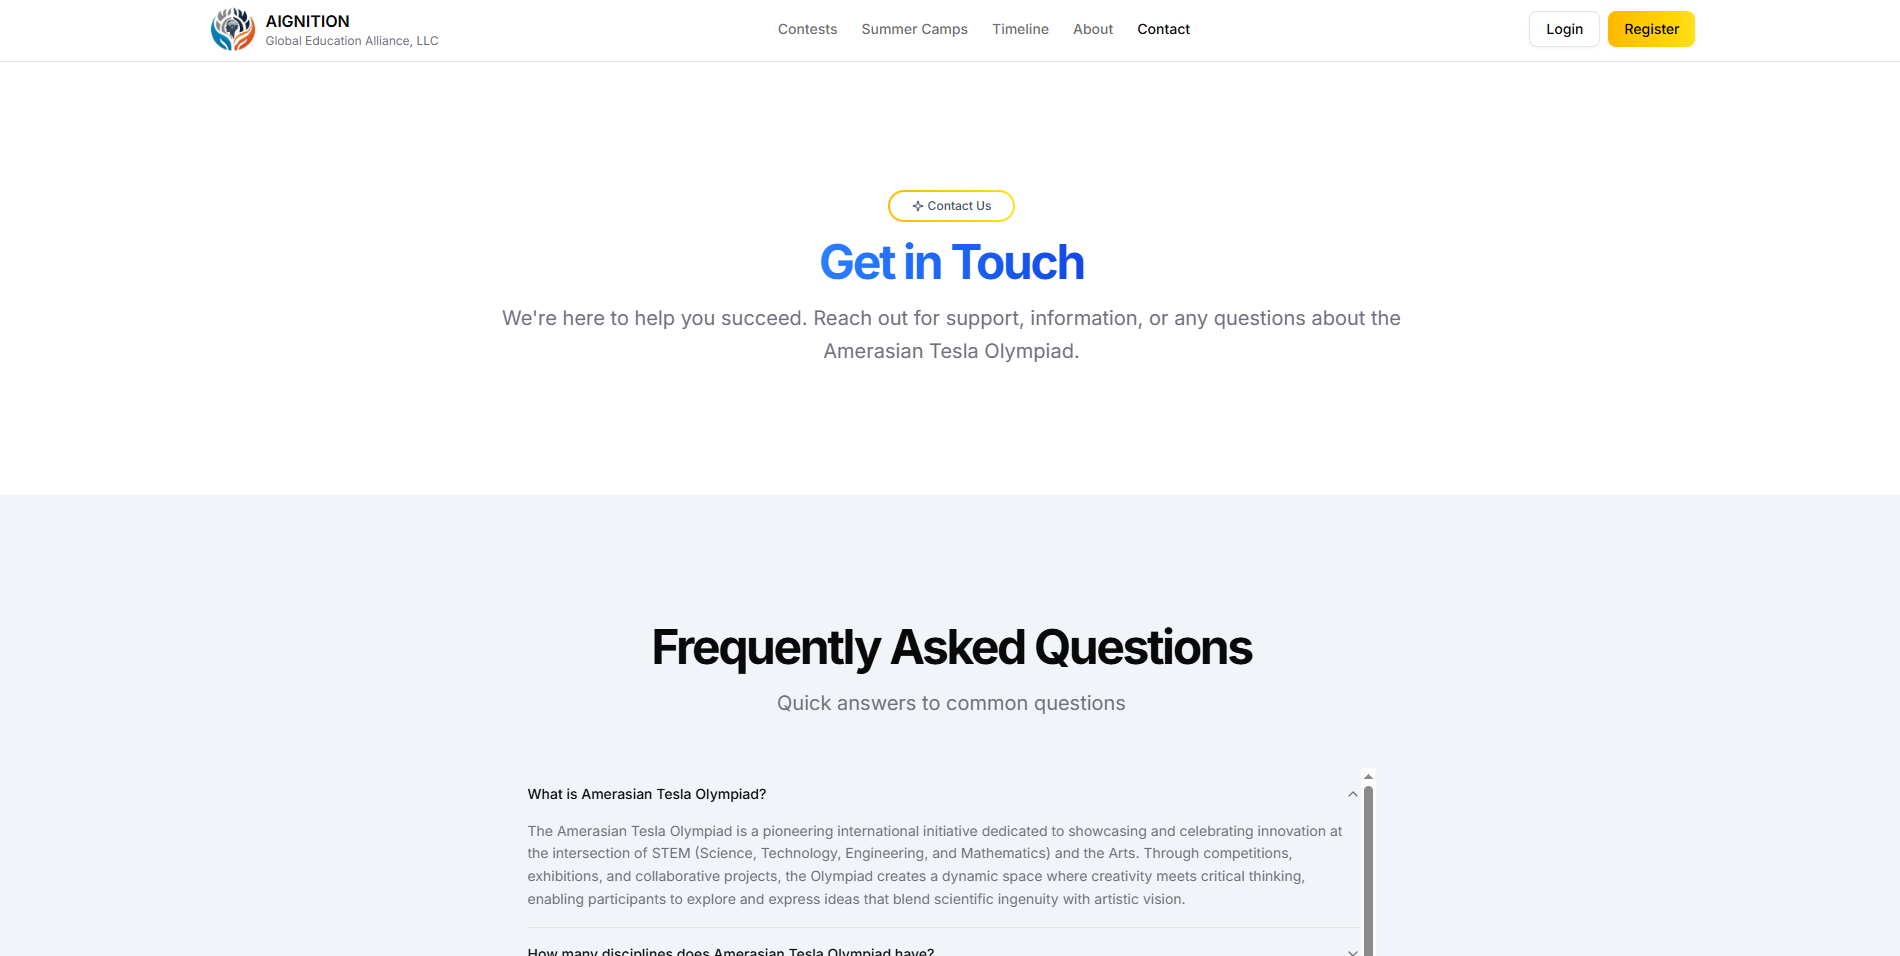 AIGNITION
Global Education Alliance, LLC
Contests
Summer Camps
Timeline
About
Contact
Login
Register
Contact Us
Get in Touch
We're here to help you succeed. Reach out for support, information, or any questions about the
Amerasian Tesla Olympiad.
Frequently Asked Questions
Quick answers to common questions
What is Amerasian Tesla Olympiad?
The Amerasian Tesla Olympiad is a pioneering international initiative dedicated to showcasing and celebrating innovation at
the intersection of STEM (Science, Technology, Engineering, and Mathematics) and the Arts. Through competitions,
exhibitions, and collaborative projects, the Olympiad creates a dynamic space where creativity meets critical thinking,
enabling participants to explore and express ideas that blend scientific ingenuity with artistic vision.
How many disciplines does Amerasian Tesla Olympiad have?